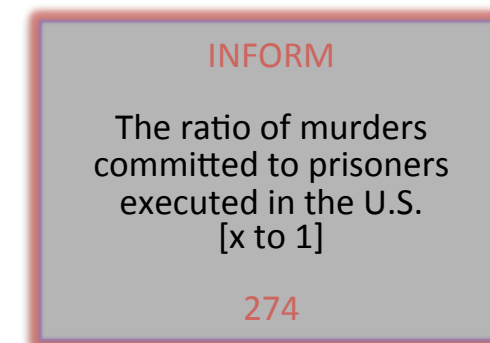 INFORM
The ratio of murders
committed to prisoners
executed in the U.S.
[x to 1]
274